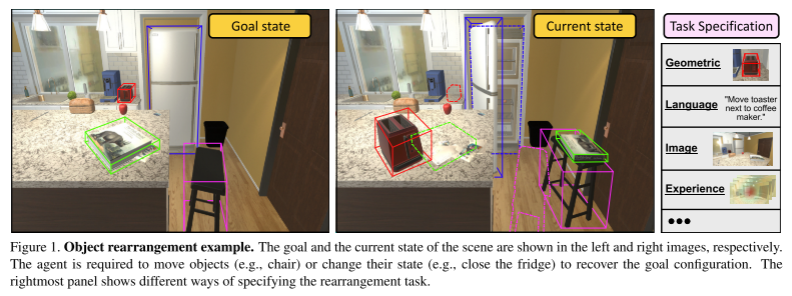 Goal state
Current state
Task Specification
Geometric
Language
"Move toaster
next to coffee
maker."
Image
Experience
Figure 1. Object rearrangement example. The goal and the current state of the scene are shown in the left and right images, respectively.
The agent is required to move objects (e.g., chair) or change their state (e.g., close the fridge) to recover the goal configuration. The
rightmost panel shows different ways of specifying the rearrangement task.